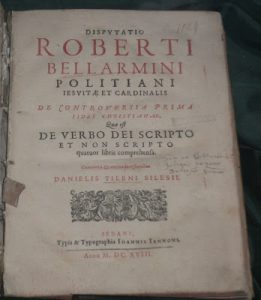 DISPVTATIO
ROBERTI
BELLARMINI
POLITIANI
IESVITÆ ET CARDINALIS
DE CONTROVERSIA PRIMA
FIDEI CHRISTIANAE,
Quæ est
DE VERBO DEI SCRIPTO
ET NON SCRIPTO
quatuor libris comprehensa.
DANIELIS TILENI SILESII.
SEDANI,
Typis & Typographia IOANNIS IANNONI.
Anno M. DC. XVIII.